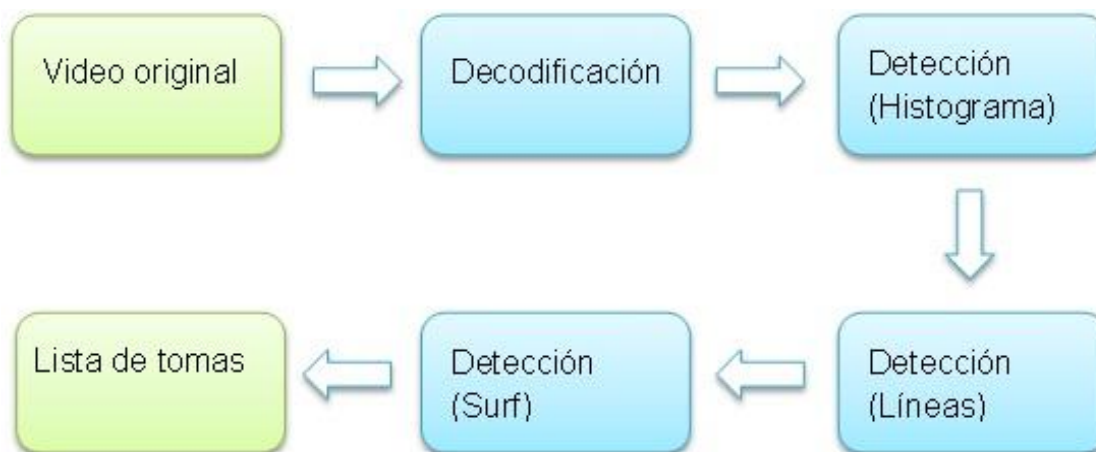 Video original
Decodificación
Detección
(Histograma)
Detección
(Líneas)
Detección
(Surf)
Lista de tomas